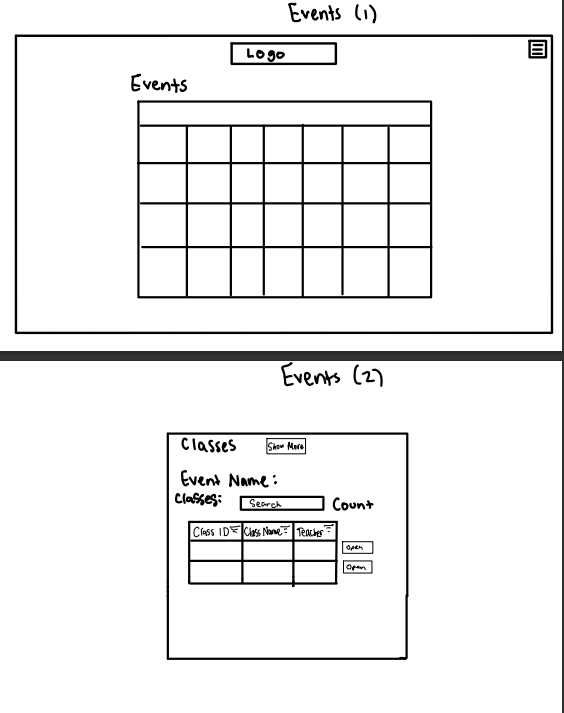 Events (1)
Logo
Events
Events (2)
Classes Show More
Event Name:
Classes: Search Count
Class ID Class Name Teacher
Open
Open